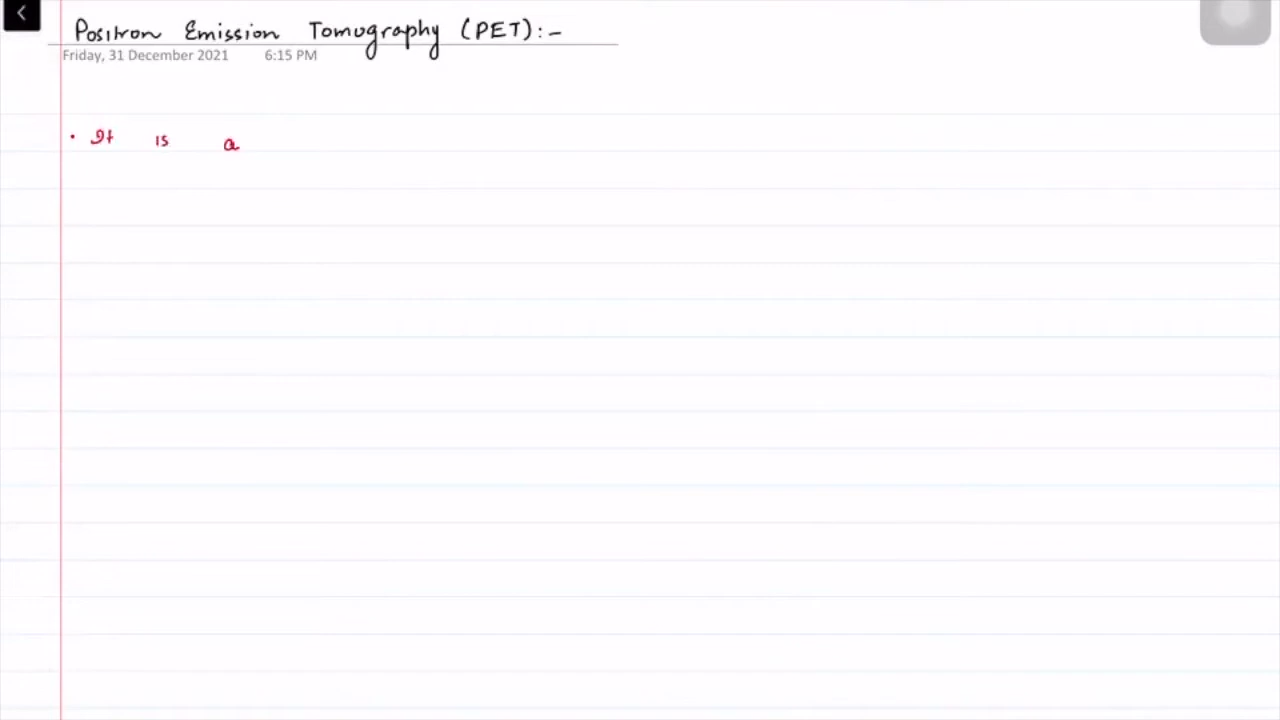 Positron Emission Tomography (PET):-
Friday, 31 December 2021 6:15 PM
• It is a